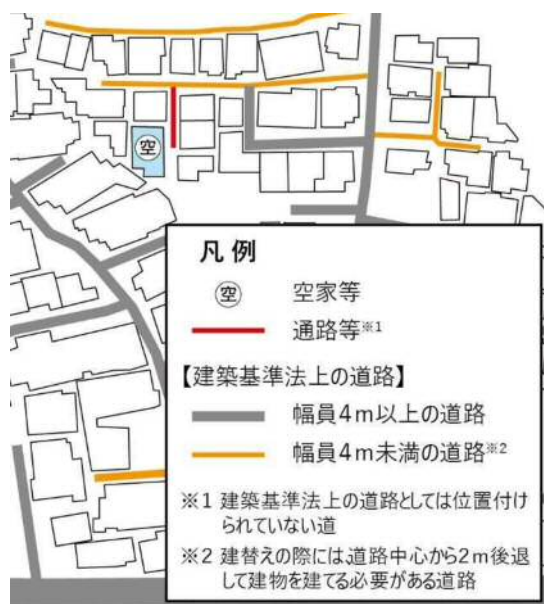 空
凡例
空 空家等
通路等※1
【建築基準法上の道路】
幅員4m以上の道路
幅員4m未満の道路※2
※1 建築基準法上の道路としては位置付け
られていない道
※2 建替えの際には、道路中心から2m後退
して建物を建てる必要がある道路